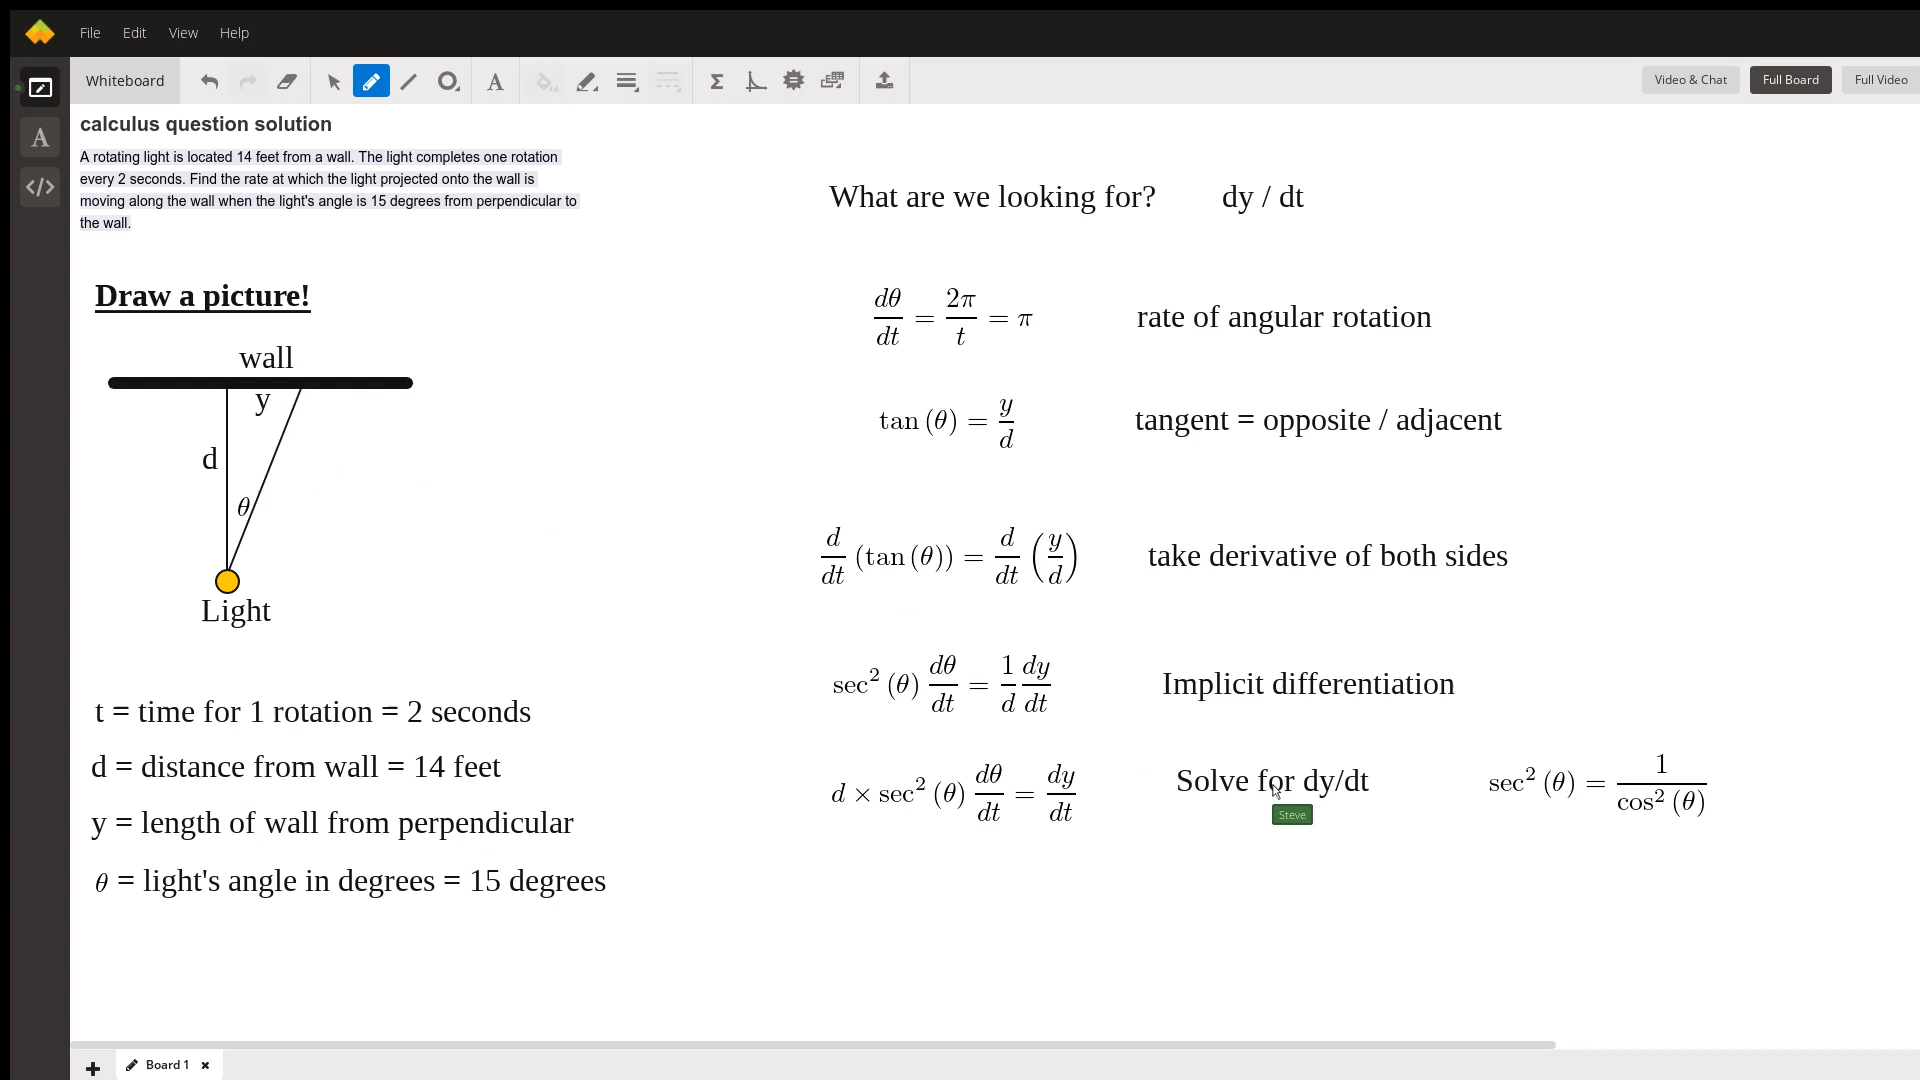 File Edit View Help
Whiteboard
A
Σ
Video & Chat Full Board Full Video
A
</>
calculus question solution
A rotating light is located 14 feet from a wall. The light completes one rotation
every 2 seconds. Find the rate at which the light projected onto the wall is
moving along the wall when the light's angle is 15 degrees from perpendicular to
the wall.
Draw a picture!
wall
y
d
θ
Light
t = time for 1 rotation = 2 seconds
d = distance from wall = 14 feet
y = length of wall from perpendicular
θ = light's angle in degrees = 15 degrees
What are we looking for? dy / dt
dθ/dt = 2π/t = π rate of angular rotation
tan (θ) = y/d tangent = opposite / adjacent
d/dt (tan (θ)) = d/dt (y/d) take derivative of both sides
sec² (θ) dθ/dt = 1/d dy/dt Implicit differentiation
d × sec² (θ) dθ/dt = dy/dt Solve for dy/dt sec² (θ) = 1/cos² (θ)
Steve
Board 1